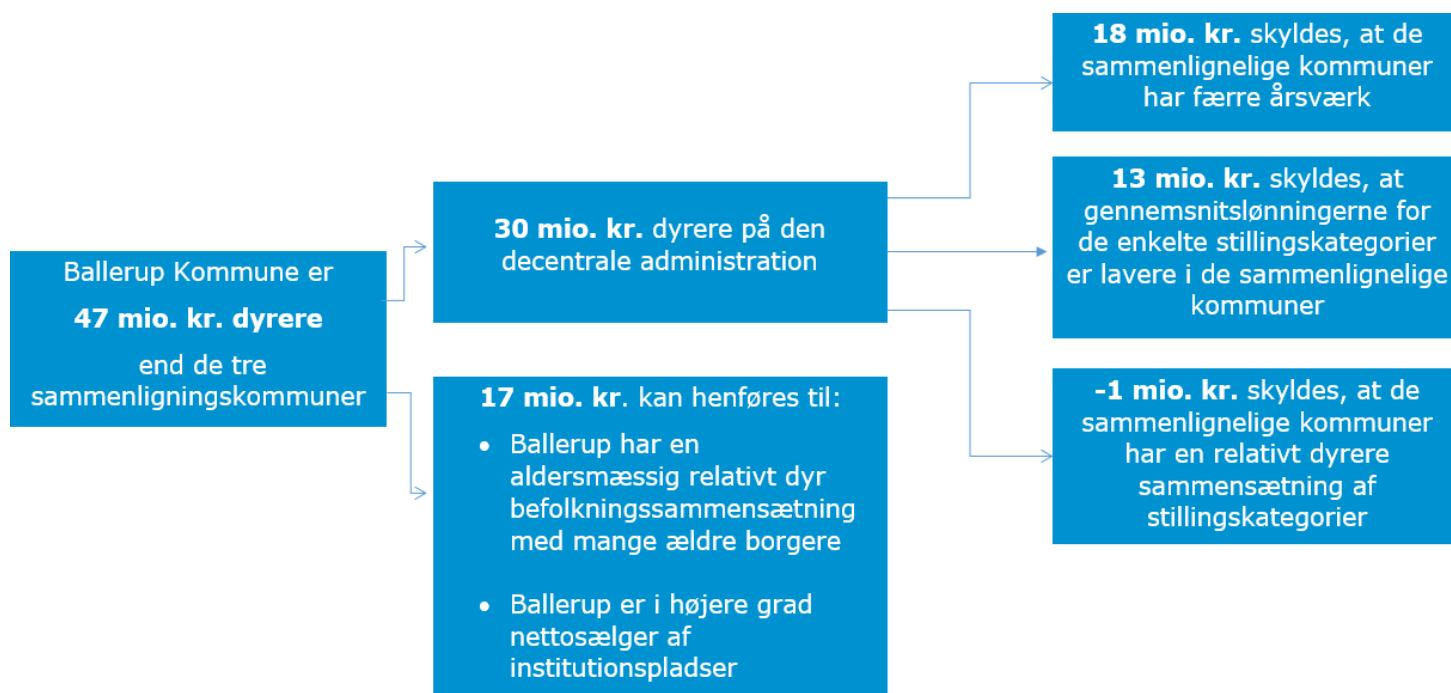 Ballerup Kommune er
47 mio. kr. dyrere
end de tre
sammenligningskommuner
30 mio. kr. dyrere på den
decentrale administration
17 mio. kr. kan henføres til:
• Ballerup har en
aldersmæssig relativt dyr
befolkningssammensætning
med mange ældre borgere
• Ballerup er i højere grad
nettosælger af
institutionspladser
18 mio. kr. skyldes, at de
sammenlignelige kommuner
har færre årsværk
13 mio. kr. skyldes, at
gennemsnitslønningerne for
de enkelte stillingskategorier
er lavere i de sammenlignelige
kommuner
-1 mio. kr. skyldes, at de
sammenlignelige kommuner
har en relativt dyrere
sammensætning af
stillingskategorier